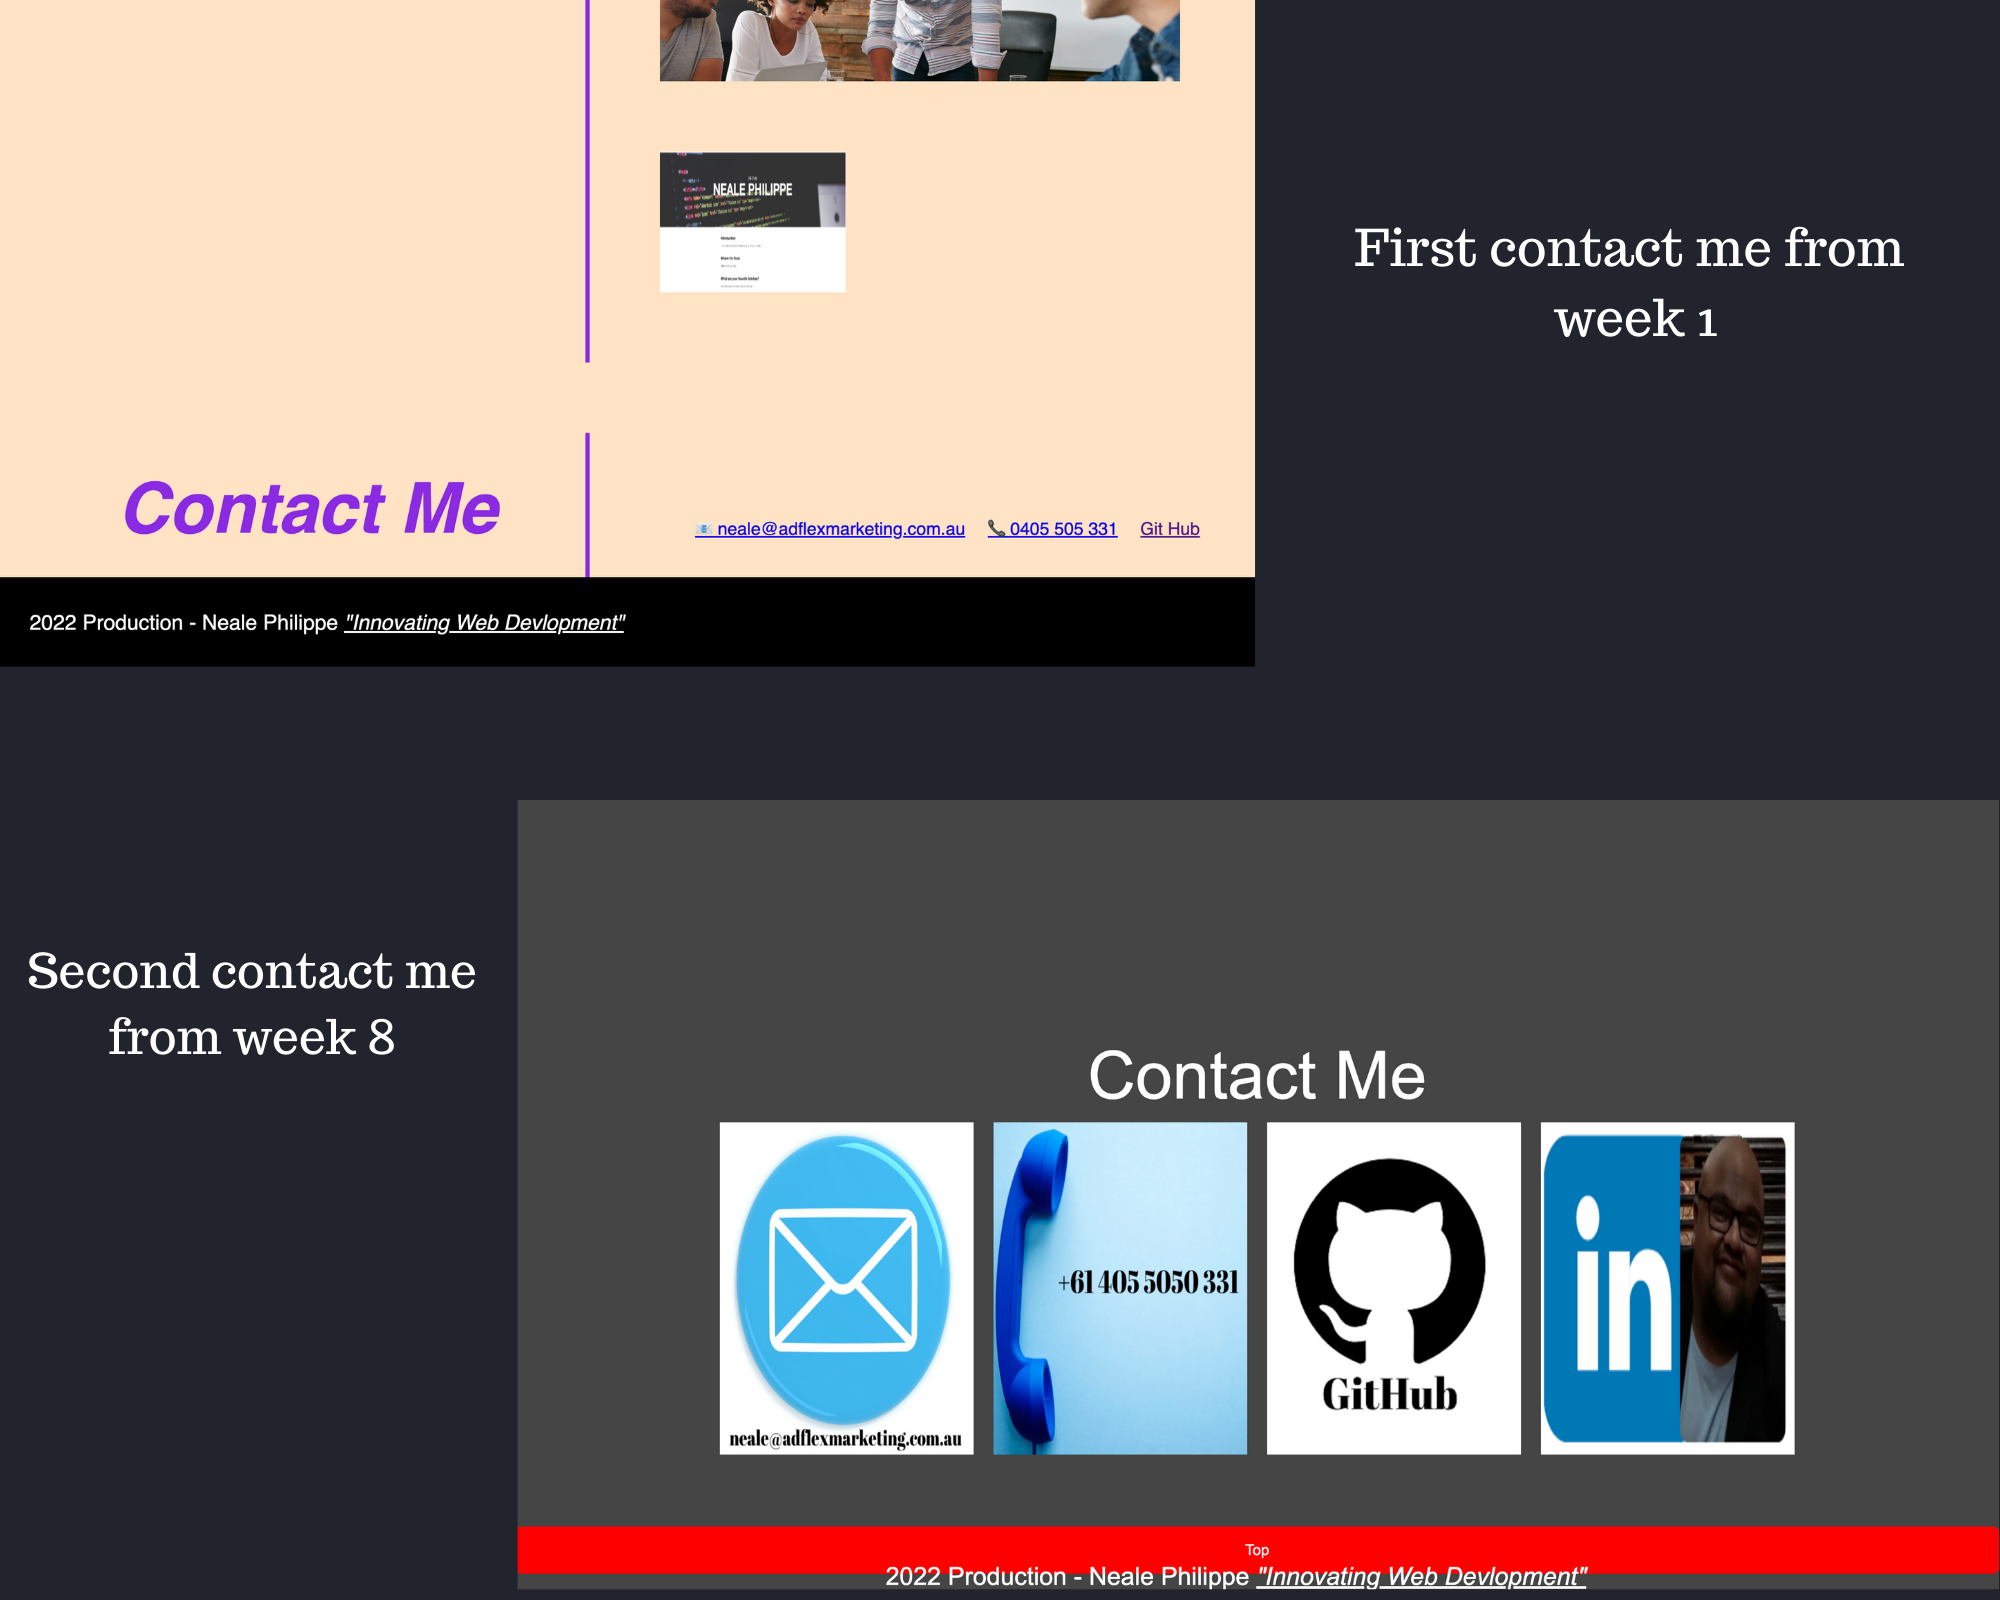 NEALE PHILIPPE
First contact me from
week 1
Contact Me
📧 neale@adflexmarketing.com.au 📞 0405 505 331 Git Hub
2022 Production - Neale Philippe "Innovating Web Devlopment"
Second contact me
from week 8
Contact Me
+61 405 5050 331
GitHub
in
neale@adflexmarketing.com.au
Top
2022 Production - Neale Philippe "Innovating Web Devlopment"